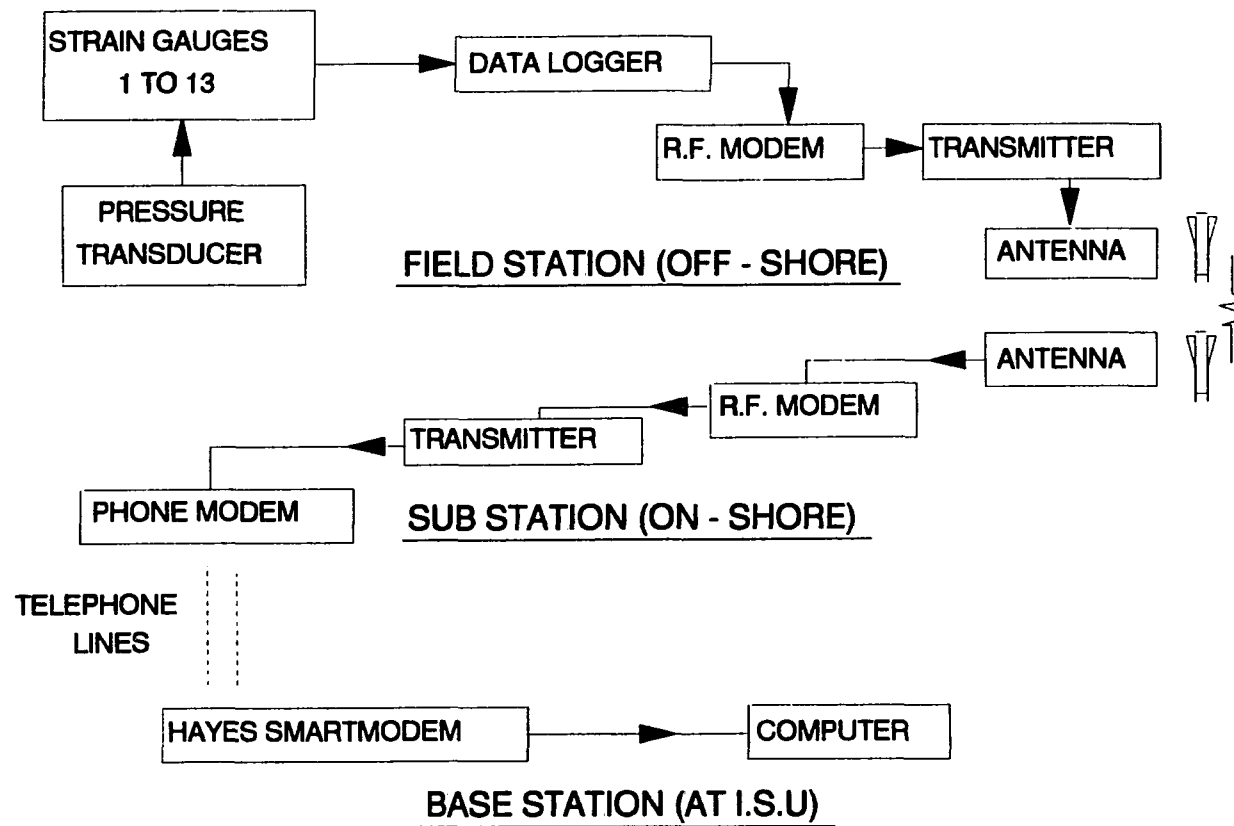 STRAIN GAUGES
1 TO 13
DATA LOGGER
R.F. MODEM
TRANSMITTER
PRESSURE
TRANSDUCER
ANTENNA
FIELD STATION (OFF - SHORE)
ANTENNA
R.F. MODEM
TRANSMITTER
PHONE MODEM
SUB STATION (ON - SHORE)
TELEPHONE
LINES
HAYES SMARTMODEM
COMPUTER
BASE STATION (AT I.S.U)